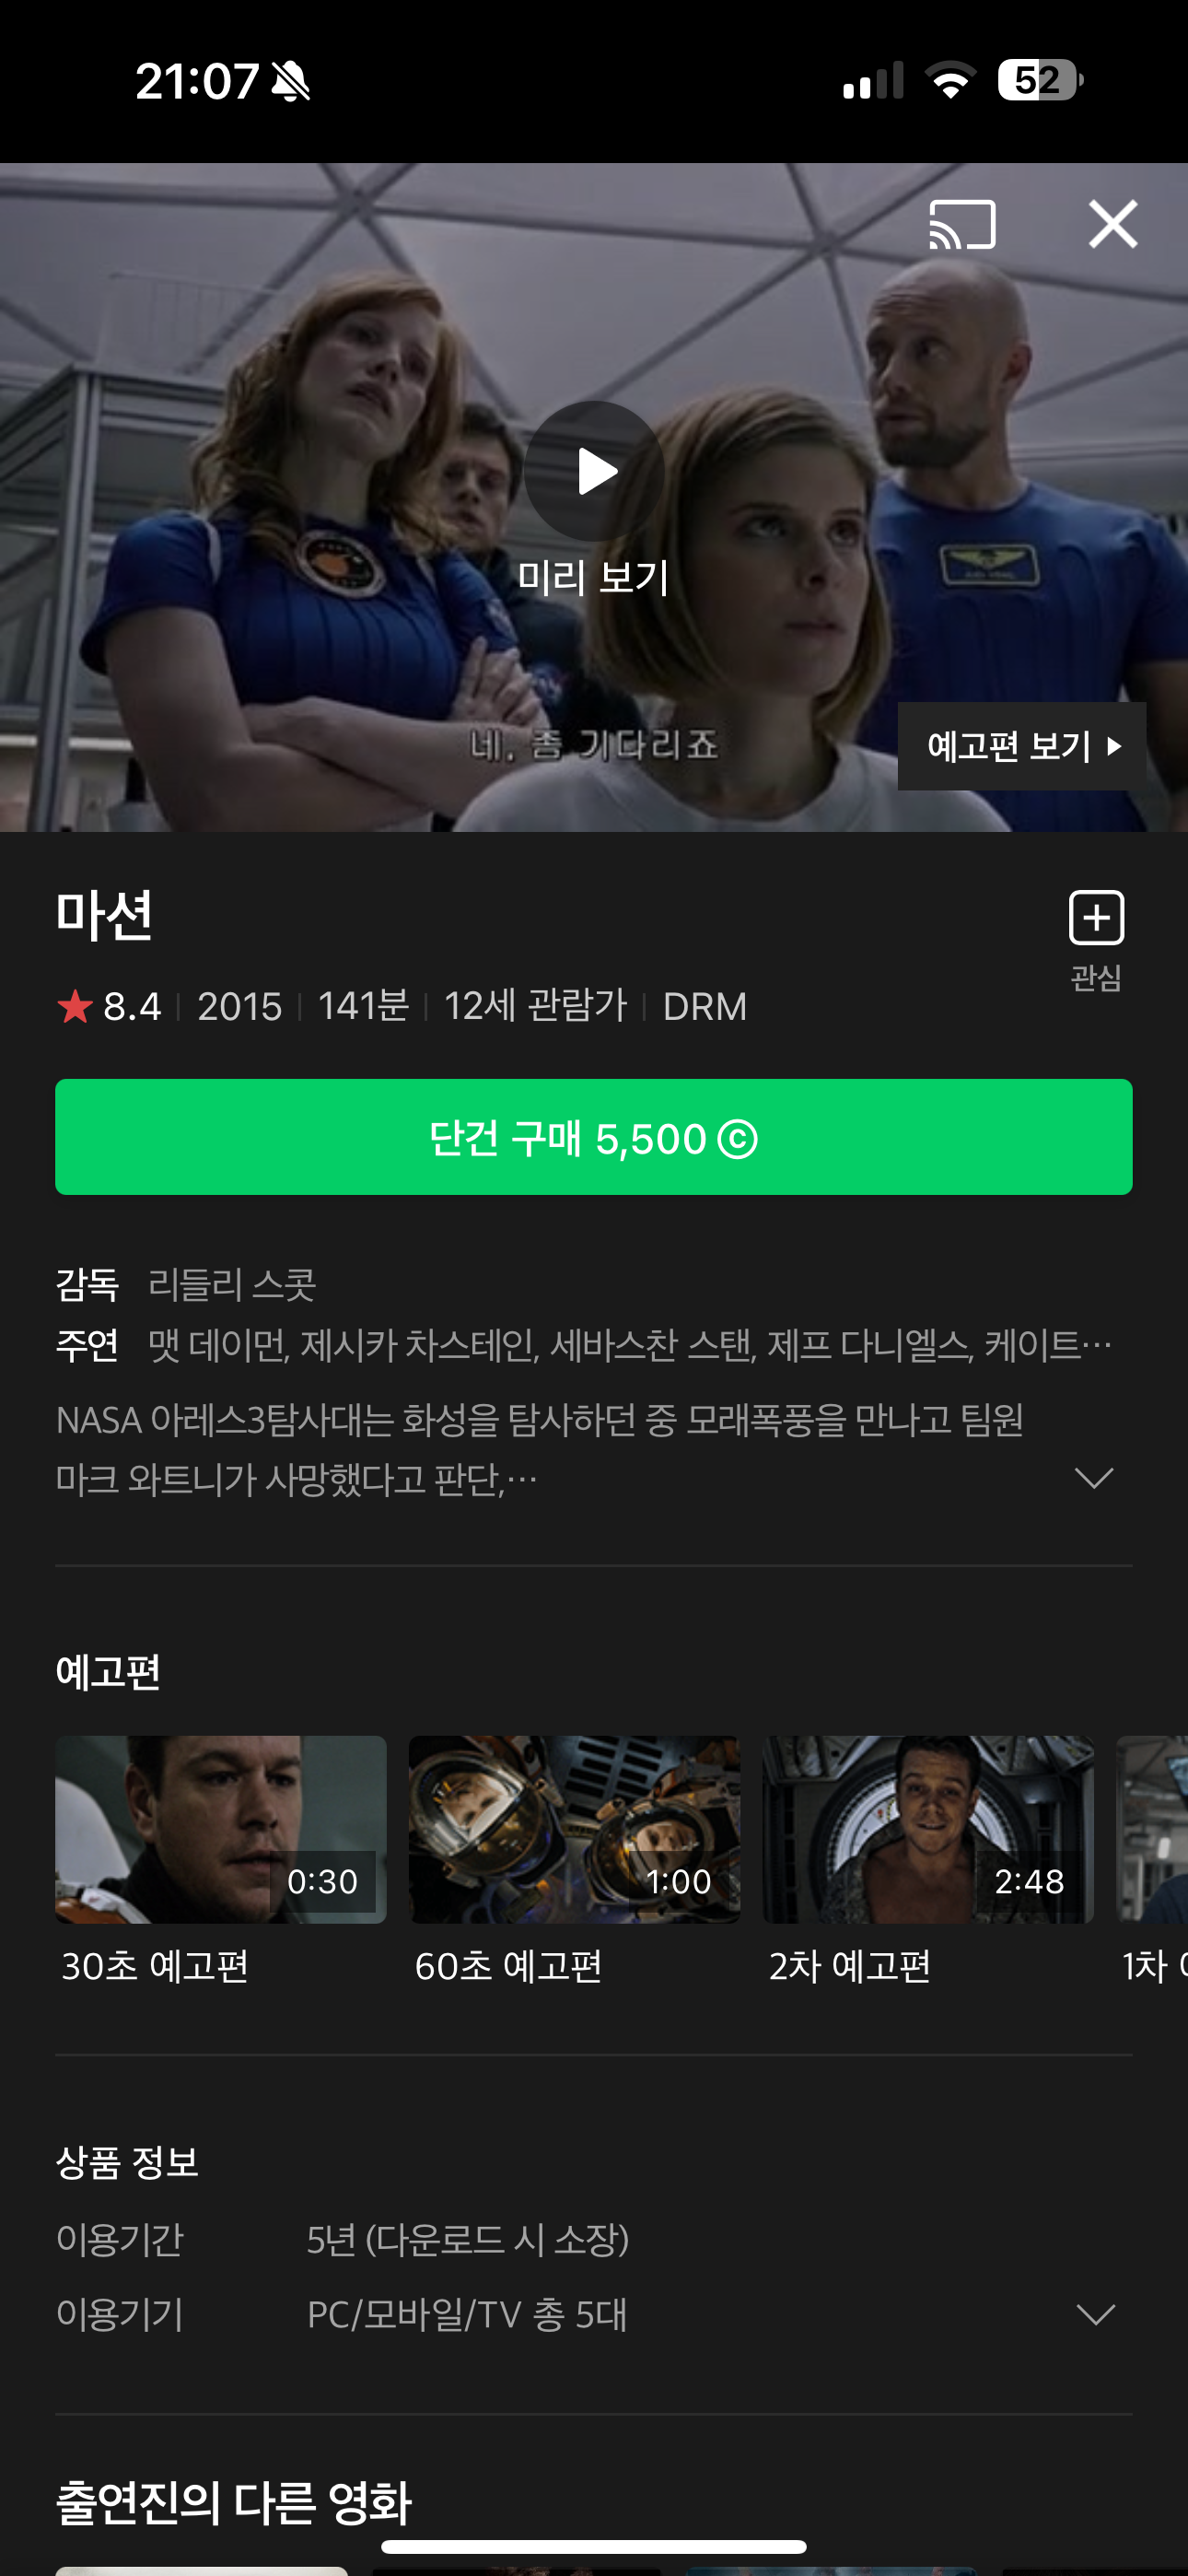 21:07
52
미리 보기
네, 좀 기다리죠
예고편 보기
마션
관심
8.4 2015 141분 12세 관람가 DRM
단건 구매 5,500 ⓒ
감독 리들리 스콧
주연 맷 데이먼, 제시카 차스테인, 세바스찬 스탠, 제프 다니엘스, 케이트…
NASA 아레스3탐사대는 화성을 탐사하던 중 모래폭풍을 만나고 팀원
마크 와트니가 사망했다고 판단,…
예고편
0:30 1:00 2:48
30초 예고편 60초 예고편 2차 예고편 1차
상품 정보
이용기간 5년 (다운로드 시 소장)
이용기기 PC/모바일/TV 총 5대
출연진의 다른 영화